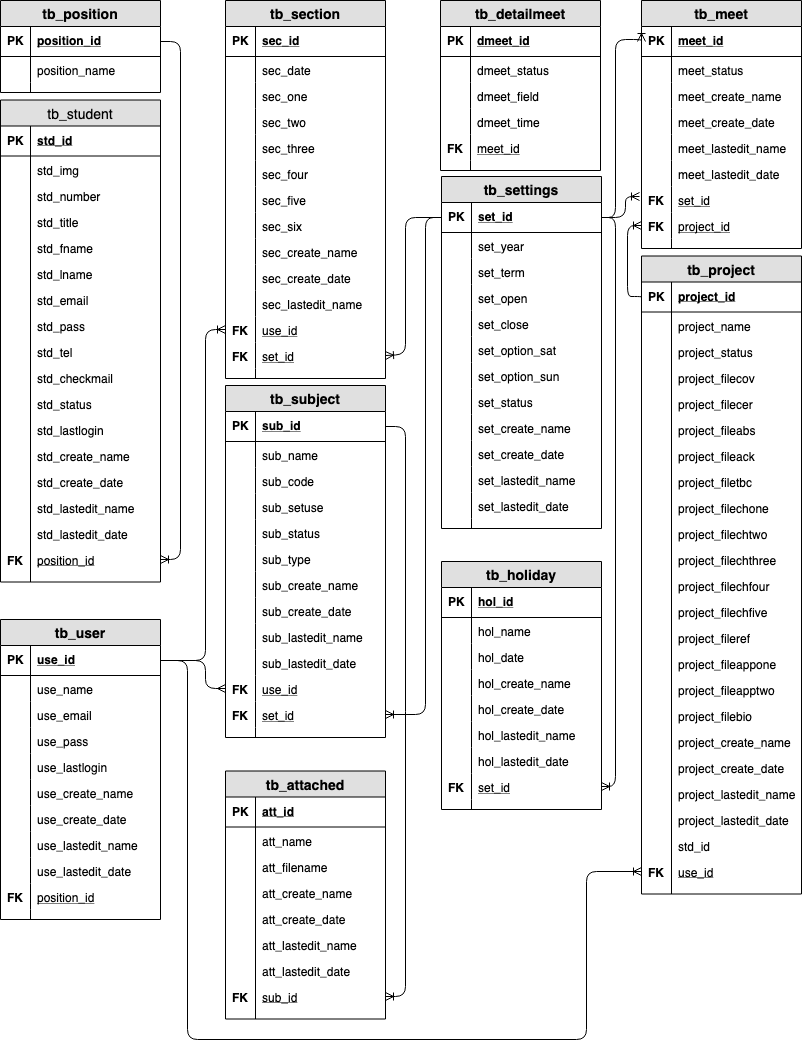 tb_position
PK position_id
position_name
tb_student
PK std_id
std_img
std_number
std_title
std_fname
std_lname
std_email
std_pass
std_tel
std_checkmail
std_status
std_lastlogin
std_create_name
std_create_date
std_lastedit_name
std_lastedit_date
FK position_id
tb_user
PK use_id
use_name
use_email
use_pass
use_lastlogin
use_create_name
use_create_date
use_lastedit_name
use_lastedit_date
FK position_id
tb_section
PK sec_id
sec_date
sec_one
sec_two
sec_three
sec_four
sec_five
sec_six
sec_create_name
sec_create_date
sec_lastedit_name
FK use_id
FK set_id
tb_subject
PK sub_id
sub_name
sub_code
sub_setuse
sub_status
sub_type
sub_create_name
sub_create_date
sub_lastedit_name
sub_lastedit_date
FK use_id
FK set_id
tb_attached
PK att_id
att_name
att_filename
att_create_name
att_create_date
att_lastedit_name
att_lastedit_date
FK sub_id
tb_detailmeet
PK dmeet_id
dmeet_status
dmeet_field
dmeet_time
FK meet_id
tb_settings
PK set_id
set_year
set_term
set_open
set_close
set_option_sat
set_option_sun
set_status
set_create_name
set_create_date
set_lastedit_name
set_lastedit_date
tb_holiday
PK hol_id
hol_name
hol_date
hol_create_name
hol_create_date
hol_lastedit_name
hol_lastedit_date
FK set_id
tb_meet
PK meet_id
meet_status
meet_create_name
meet_create_date
meet_lastedit_name
meet_lastedit_date
FK set_id
FK project_id
tb_project
PK project_id
project_name
project_status
project_filecov
project_filecer
project_fileabs
project_fileack
project_filetbc
project_filechone
project_filechtwo
project_filechthree
project_filechfour
project_filechfive
project_fileref
project_fileappone
project_fileapptwo
project_filebio
project_create_name
project_create_date
project_lastedit_name
project_lastedit_date
std_id
FK use_id